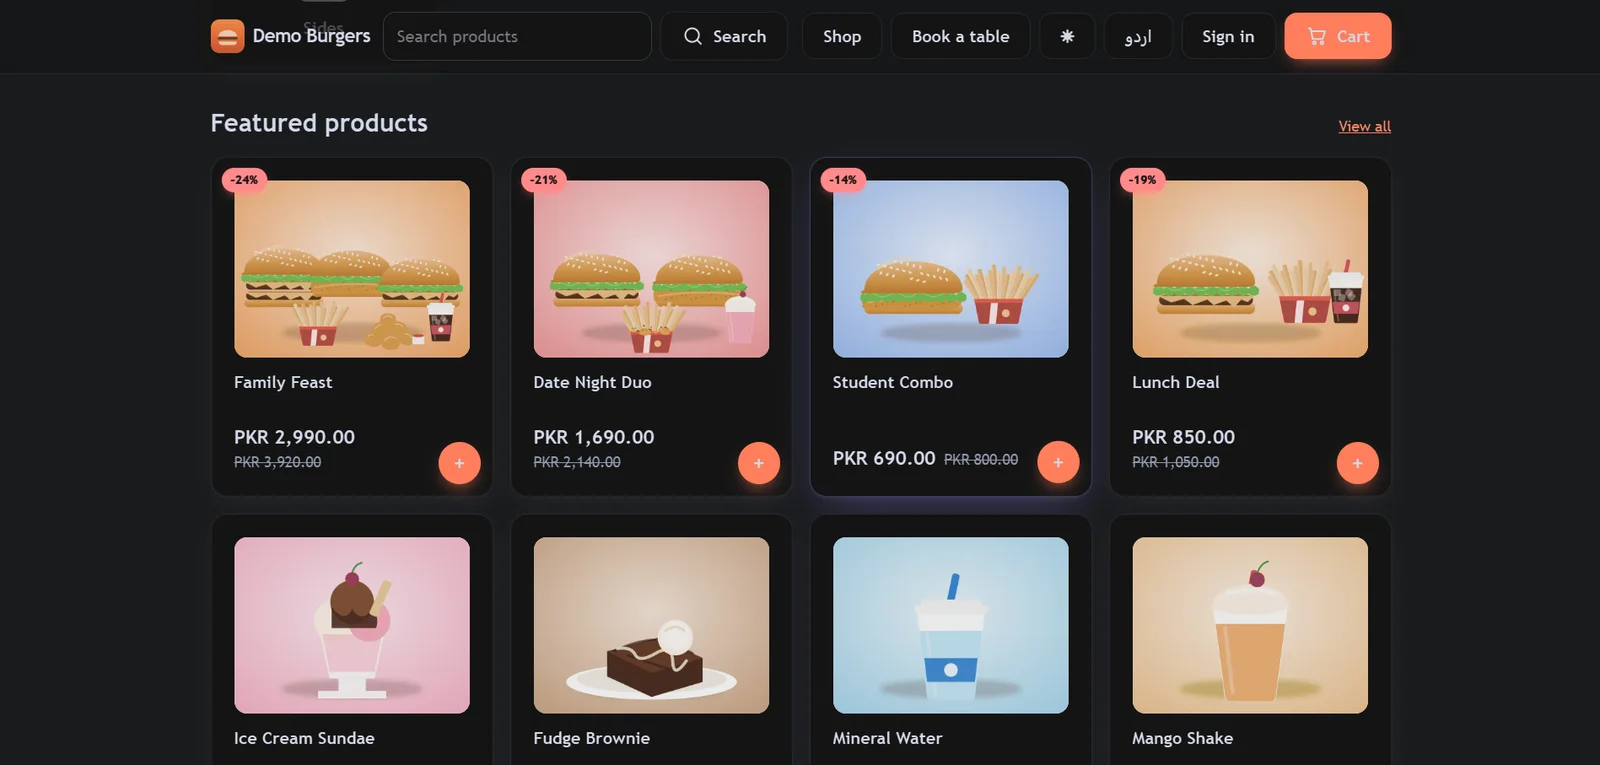 Sides
Demo Burgers
Search products
Search
Shop
Book a table
اردو
Sign in
Cart
Featured products
View all
-24%
-21%
-14%
-19%
Family Feast
Date Night Duo
Student Combo
Lunch Deal
PKR 2,990.00
PKR 3,920.00
PKR 1,690.00
PKR 2,140.00
PKR 690.00 PKR 800.00
PKR 850.00
PKR 1,050.00
Ice Cream Sundae
Fudge Brownie
Mineral Water
Mango Shake